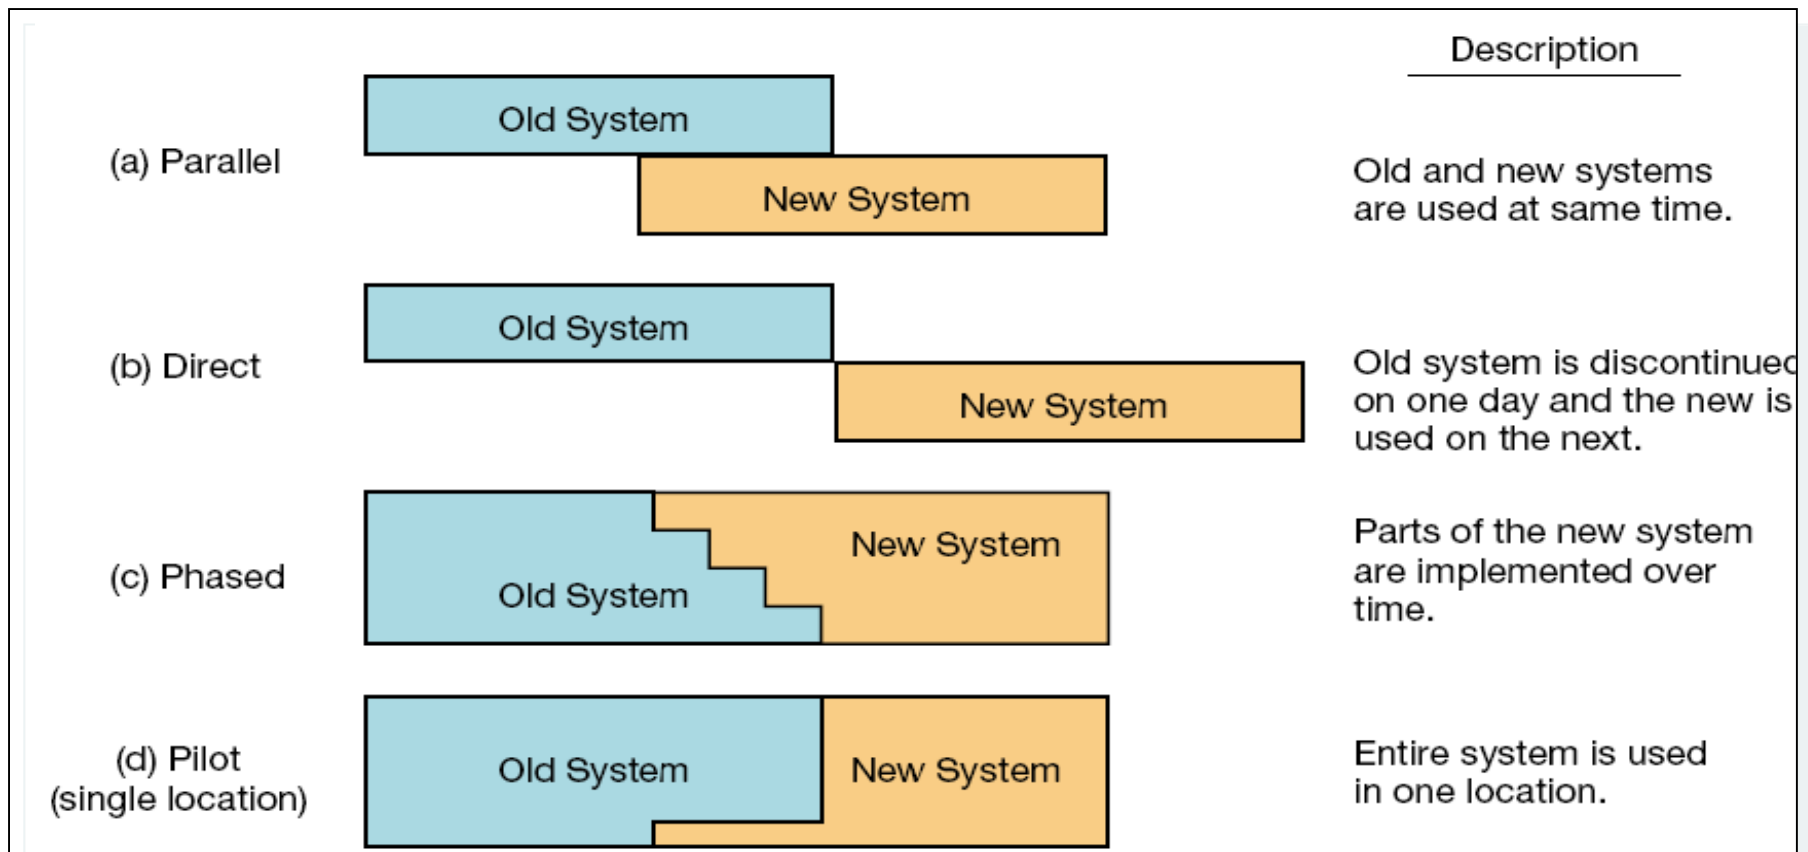 Description
(a) Parallel
Old System
New System
Old and new systems
are used at same time.
(b) Direct
Old System
New System
Old system is discontinued
on one day and the new is
used on the next.
(c) Phased
Old System
New System
Parts of the new system
are implemented over
time.
(d) Pilot
(single location)
Old System
New System
Entire system is used
in one location.